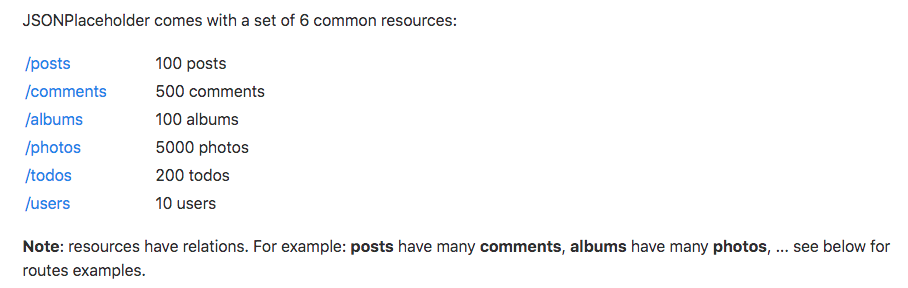 JSONPlaceholder comes with a set of 6 common resources:
/posts 100 posts
/comments 500 comments
/albums 100 albums
/photos 5000 photos
/todos 200 todos
/users 10 users
Note: resources have relations. For example: posts have many comments, albums have many photos, ... see below for
routes examples.